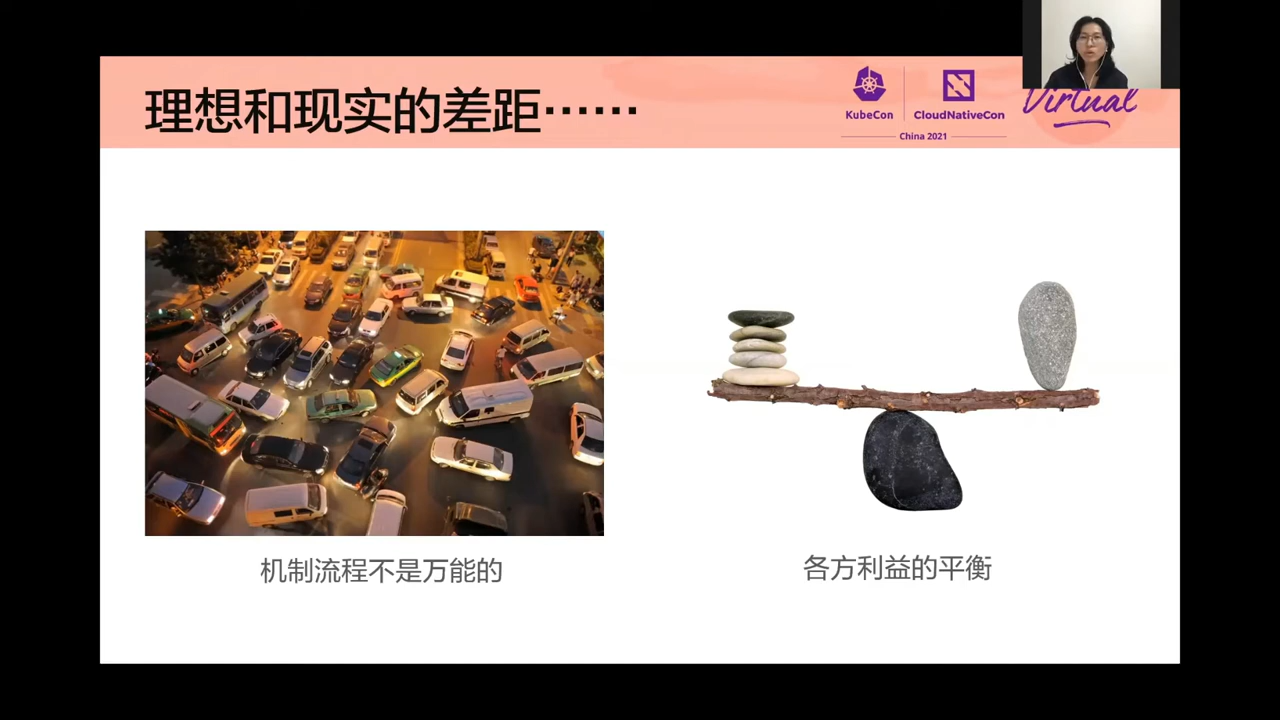 理想和现实的差距……
KubeCon
CloudNativeCon
China 2021
Virtual
机制流程不是万能的
各方利益的平衡